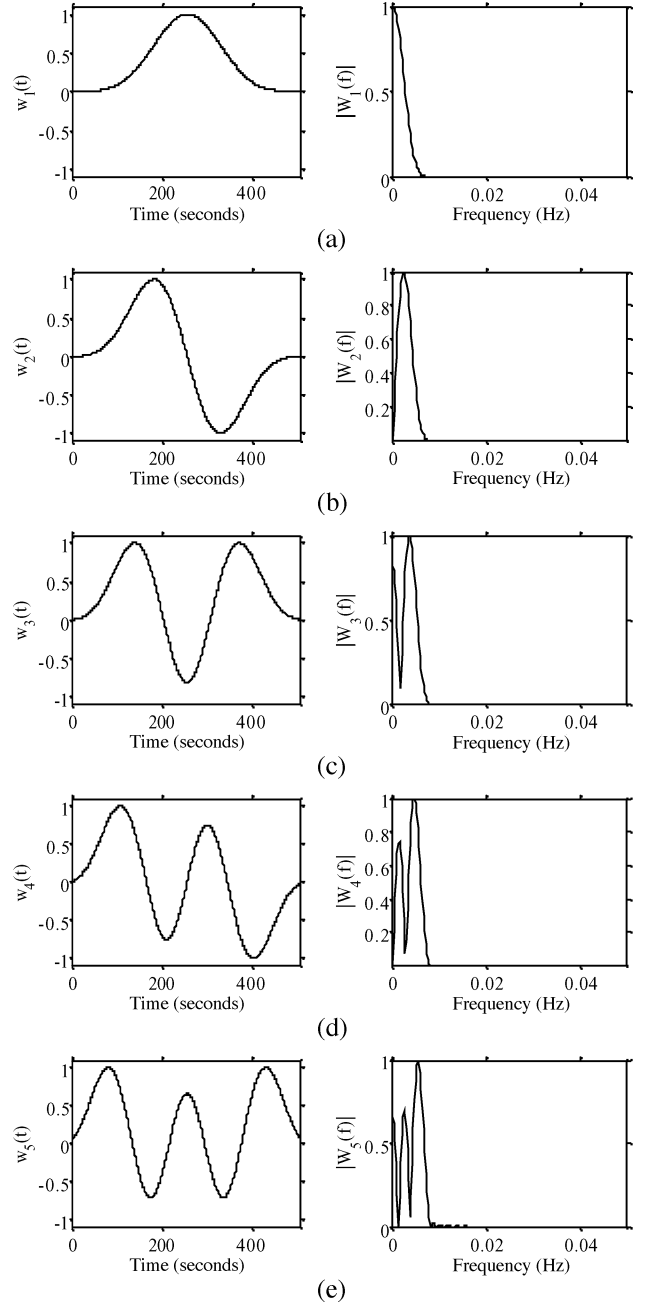 1
0.5
0
-0.5
-1
w1(t)
0 200 400
Time (seconds)
1
0.5
0
|W1(f)|
0 0.02 0.04
Frequency (Hz)
(a)
1
0.5
0
-0.5
-1
w2(t)
0 200 400
Time (seconds)
1
0.8
0.6
0.4
0.2
|W2(f)|
0 0.02 0.04
Frequency (Hz)
(b)
1
0.5
0
-0.5
-1
w3(t)
0 200 400
Time (seconds)
1
0.5
0
|W3(f)|
0 0.02 0.04
Frequency (Hz)
(c)
1
0.5
0
-0.5
-1
w4(t)
0 200 400
Time (seconds)
1
0.8
0.6
0.4
0.2
|W4(f)|
0 0.02 0.04
Frequency (Hz)
(d)
1
0.5
0
-0.5
-1
w5(t)
0 200 400
Time (seconds)
1
0.5
0
|W5(f)|
0 0.02 0.04
Frequency (Hz)
(e)